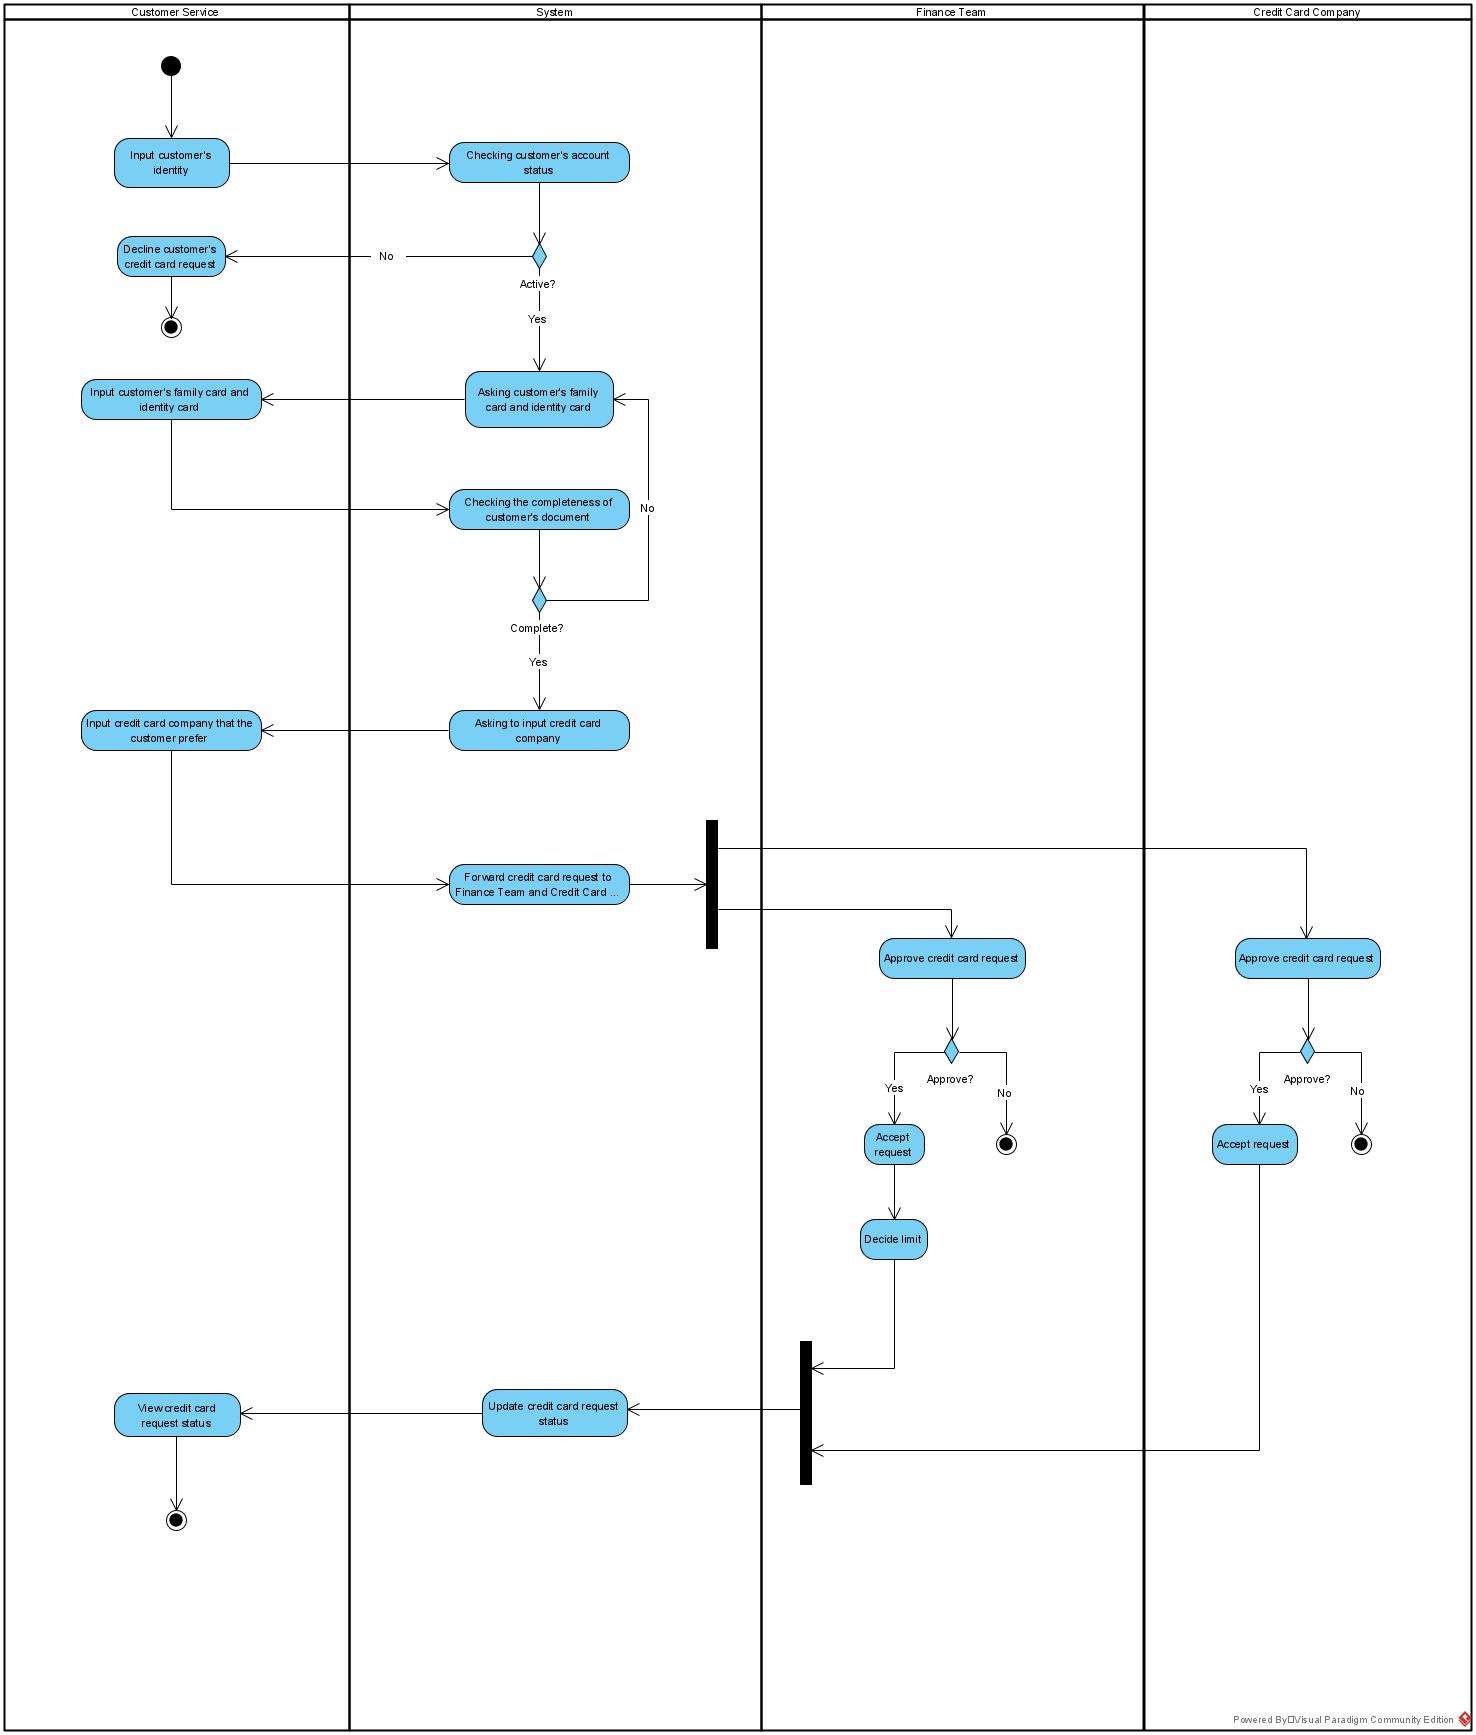 Customer Service
System
Finance Team
Credit Card Company
Input customer's
identity
Checking customer's account
status
Decline customer's
credit card request
No
Active?
Yes
Input customer's family card and
identity card
Asking customer's family
card and identity card
Checking the completeness of
customer's document
No
Complete?
Yes
Input credit card company that the
customer prefer
Asking to input credit card
company
Forward credit card request to
Finance Team and Credit Card ...
Approve credit card request
Approve credit card request
Yes
Approve?
No
Yes
Approve?
No
Accept
request
Accept request
Decide limit
View credit card
request status
Update credit card request
status
Powered By Visual Paradigm Community Edition